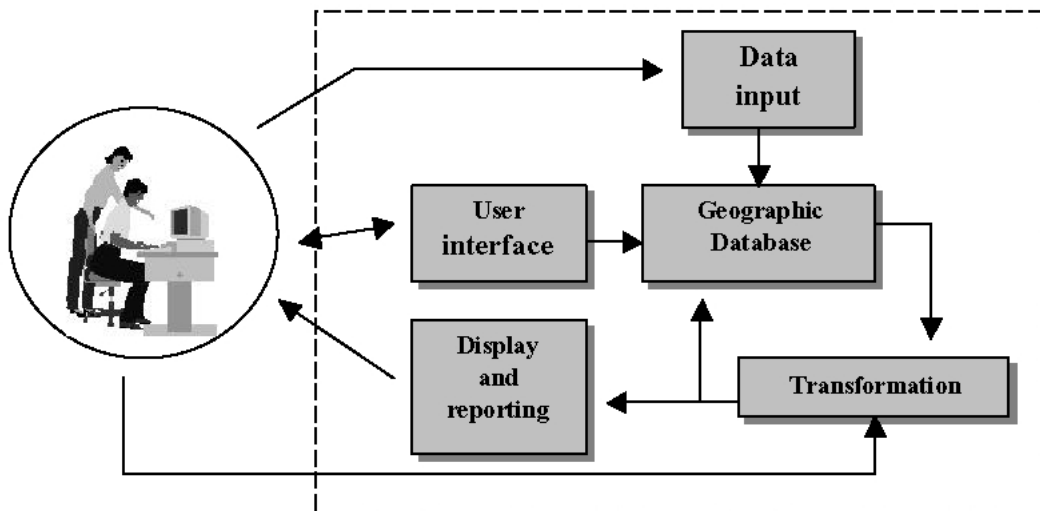 Data
input
User
interface
Geographic
Database
Display
and
reporting
Transformation